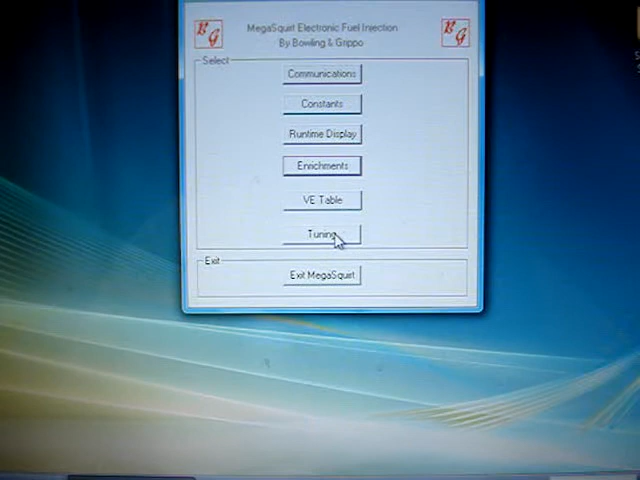 B G
MegaSquirt Electronic Fuel Injection
By Bowling & Grippo
B G
Select
Communications
Constants
Runtime Display
Enrichments
VE Table
Tuning
Exit
Exit MegaSquirt